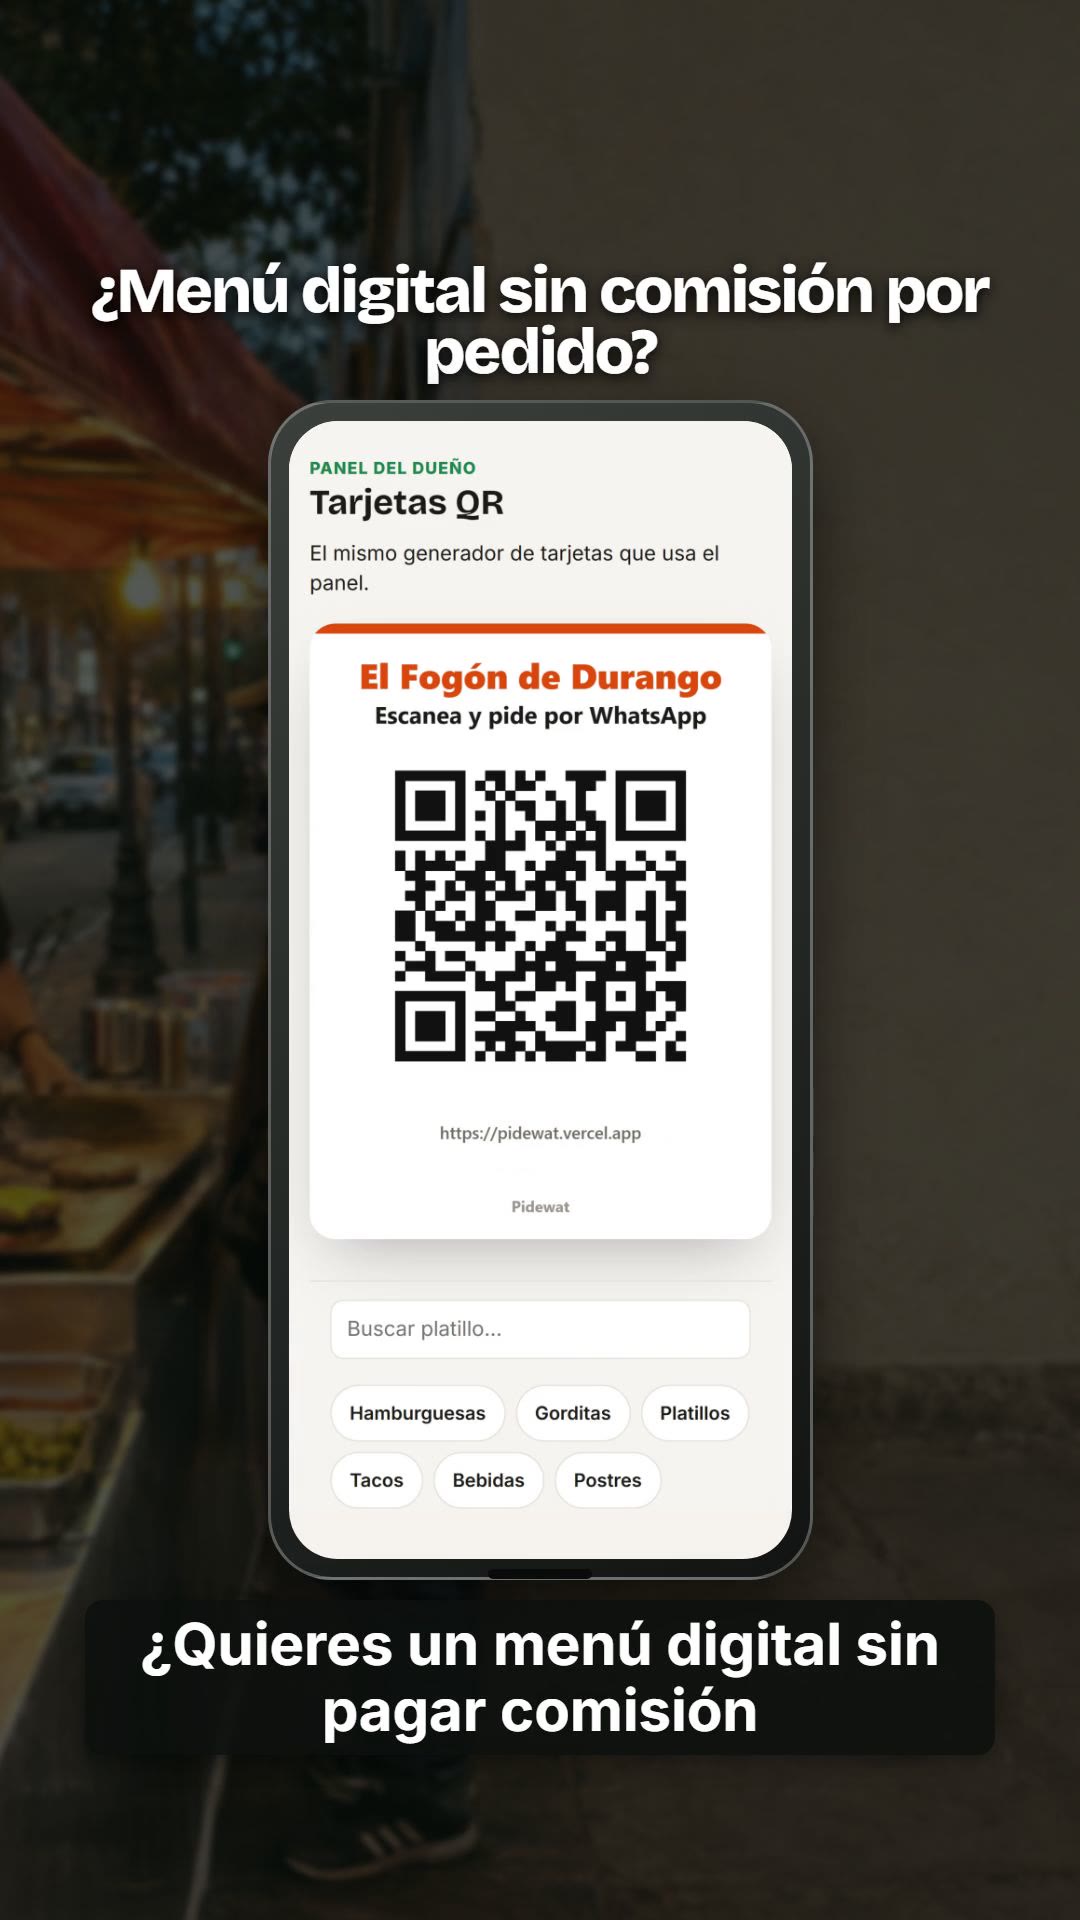 ¿Menú digital sin comisión por
pedido?
PANEL DEL DUEÑO
Tarjetas QR
El mismo generador de tarjetas que usa el
panel.
El Fogón de Durango
Escanea y pide por WhatsApp
https://pidewat.vercel.app
Pidewat
Buscar platillo...
Hamburguesas Gorditas Platillos
Tacos Bebidas Postres
¿Quieres un menú digital sin
pagar comisión